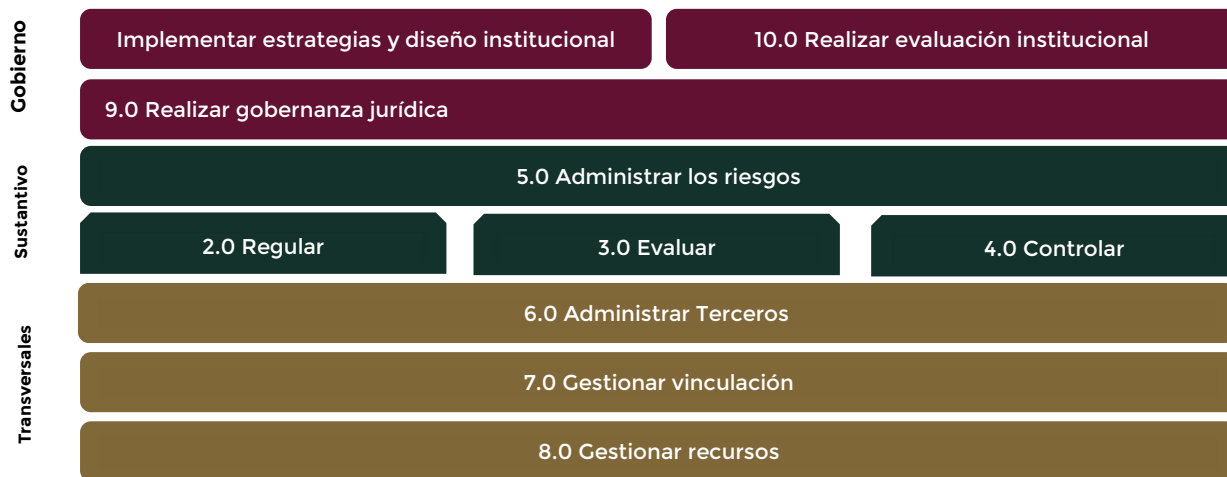 Gobierno
Implementar estrategias y diseño institucional
10.0 Realizar evaluación institucional
9.0 Realizar gobernanza jurídica
Sustantivo
5.0 Administrar los riesgos
2.0 Regular
3.0 Evaluar
4.0 Controlar
Transversales
6.0 Administrar Terceros
7.0 Gestionar vinculación
8.0 Gestionar recursos